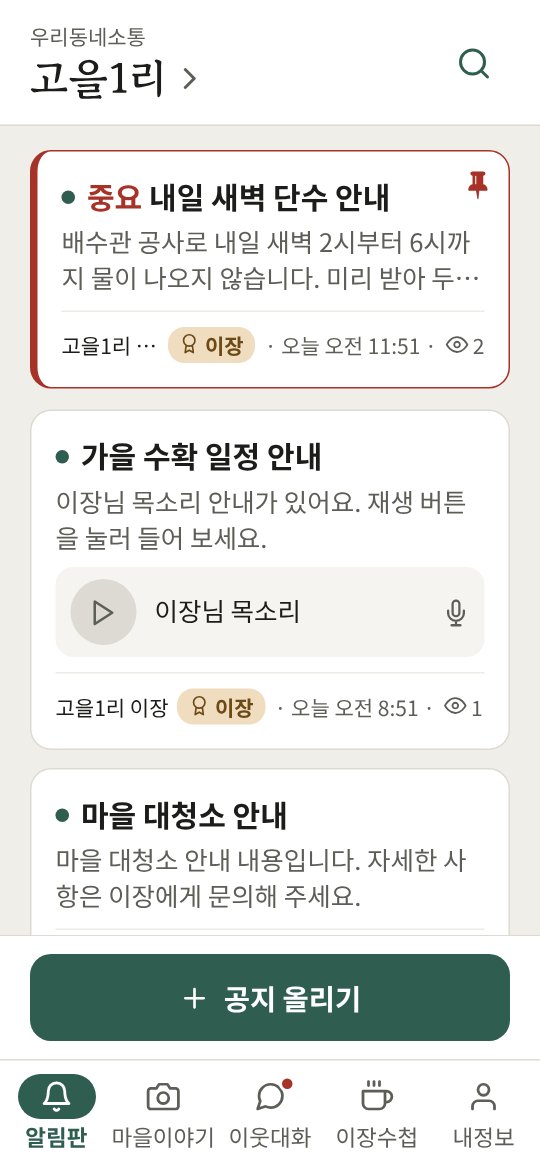 우리동네소통
고을1리
중요 내일 새벽 단수 안내
배수관 공사로 내일 새벽 2시부터 6시까
지 물이 나오지 않습니다. 미리 받아 두…
고을1리 … 이장 · 오늘 오전 11:51 · 2
가을 수확 일정 안내
이장님 목소리 안내가 있어요. 재생 버튼
을 눌러 들어 보세요.
이장님 목소리
고을1리 이장 이장 · 오늘 오전 8:51 · 1
마을 대청소 안내
마을 대청소 안내 내용입니다. 자세한 사
항은 이장에게 문의해 주세요.
+ 공지 올리기
알림판 마을이야기 이웃대화 이장수첩 내정보